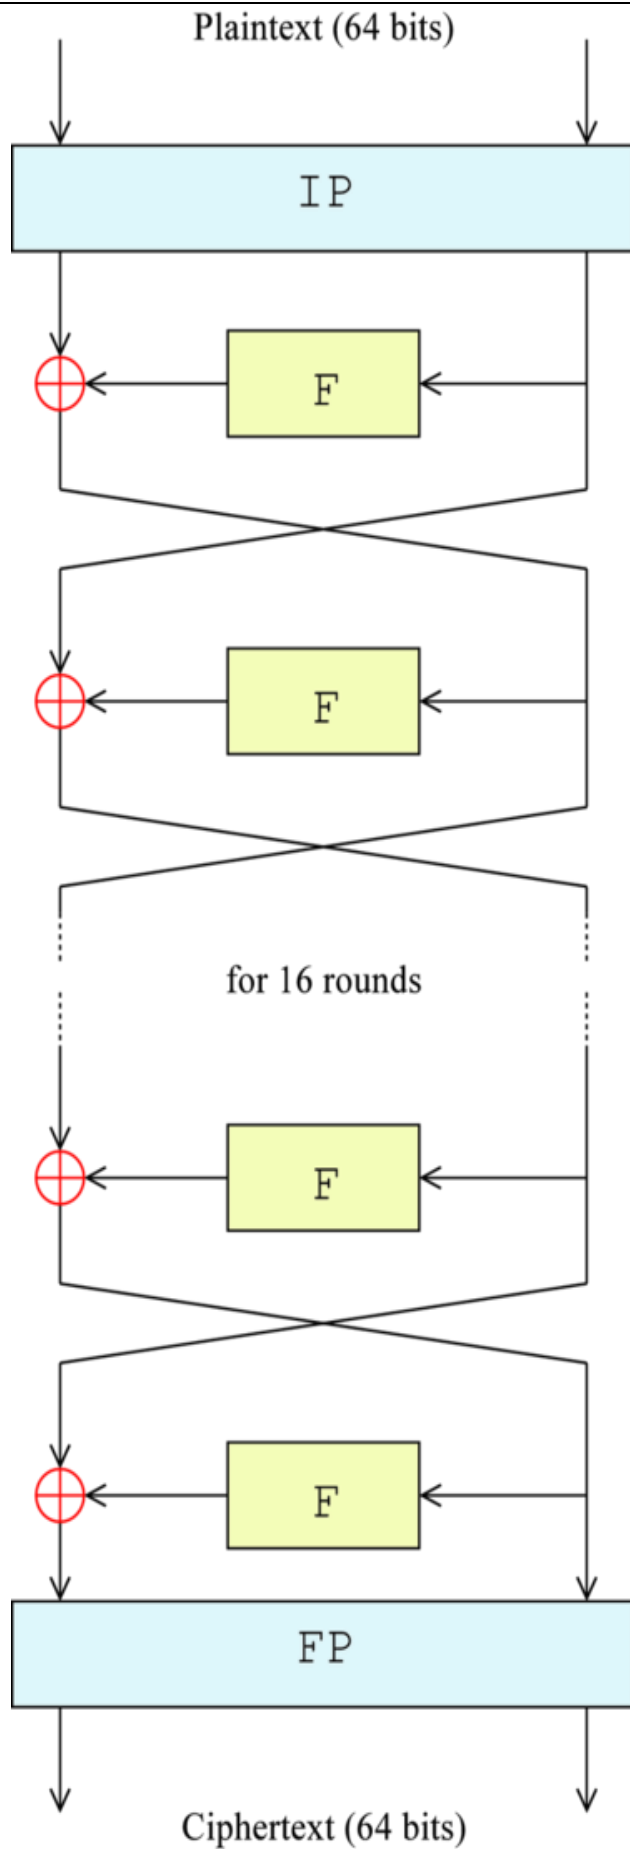 Plaintext (64 bits)
IP
F
F
for 16 rounds
F
F
FP
Ciphertext (64 bits)